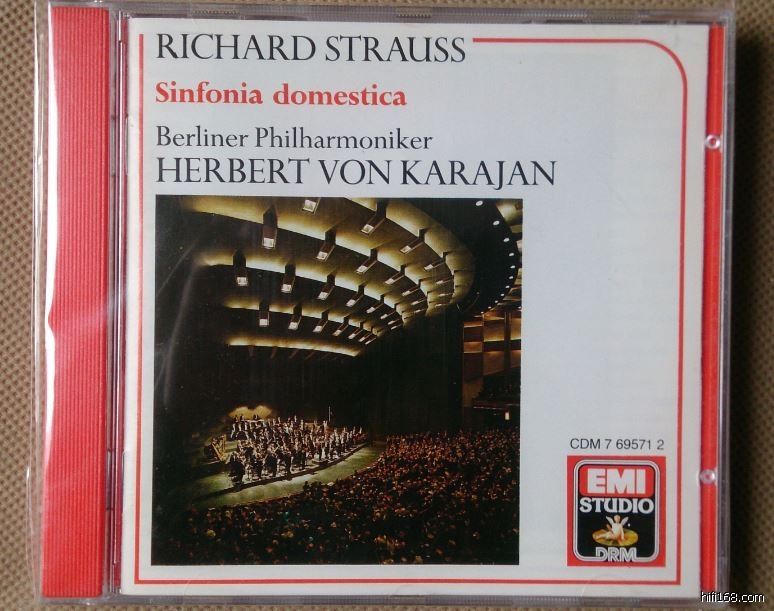 RICHARD STRAUSS
Sinfonia domestica
Berliner Philharmoniker
HERBERT VON KARAJAN
CDM 7 69571 2
EMI
STUDIO
DRM
hifi168.com